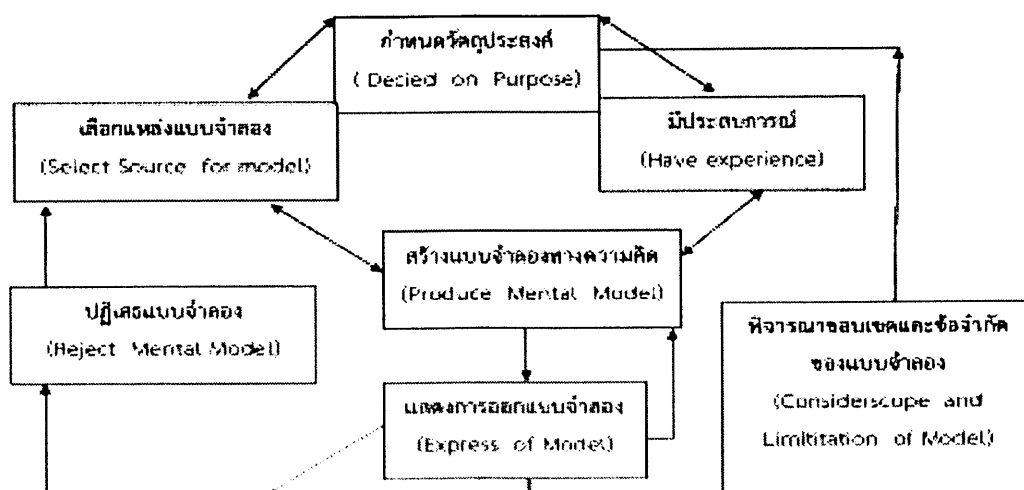 กำหนดวัตถุประสงค์
( Decied on Purpose)
เลือกแหล่งแบบจำลอง
(Select Source for model)
มีประสบการณ์
(Have experience)
สร้างแบบจำลองทางความคิด
(Produce Mental Model)
ปฏิเสธแบบจำลอง
(Reject Mental Model)
พิจารณาขอบเขตและข้อจำกัด
ของแบบจำลอง
(Considerscope and
Limititation of Model)
แสดงการออกแบบจำลอง
(Express of Model)